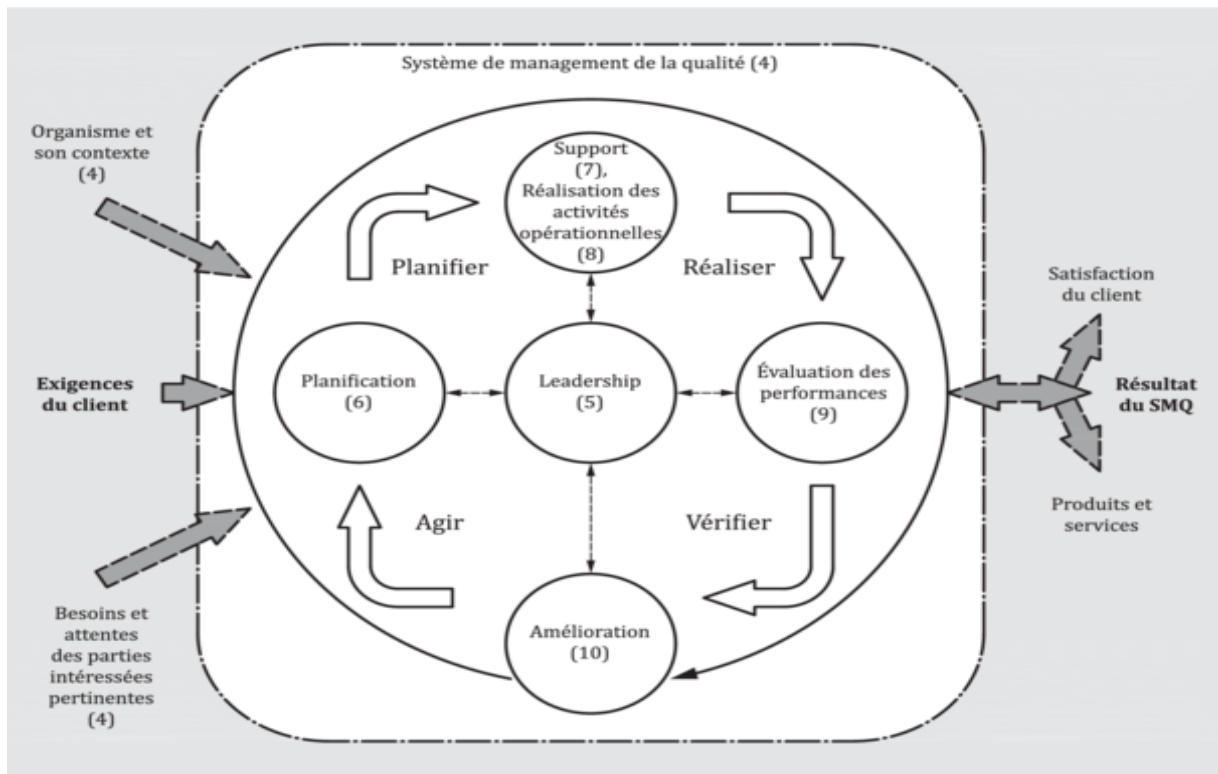 Système de management de la qualité (4)
Organisme et
son contexte
(4)
Support
(7),
Réalisation des
activités
opérationnelles
(8)
Planifier
Réaliser
Satisfaction
du client
Exigences
du client
Planification
(6)
Leadership
(5)
Évaluation des
performances
(9)
Résultat
du SMQ
Agir
Vérifier
Produits et
services
Besoins et
attentes
des parties
intéressées
pertinentes
(4)
Amélioration
(10)